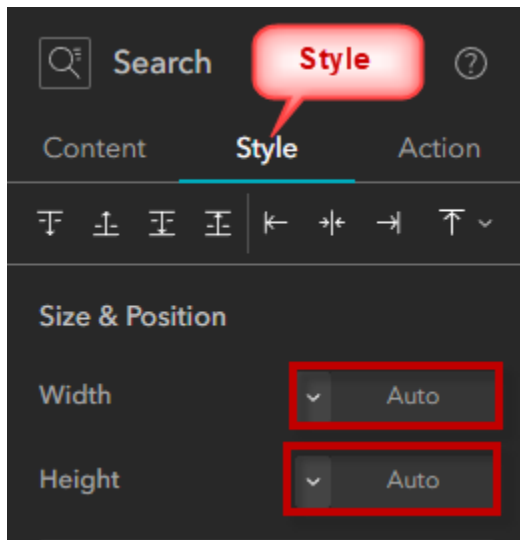 Search
Style
?
Content Style Action
Size & Position
Width Auto
Height Auto